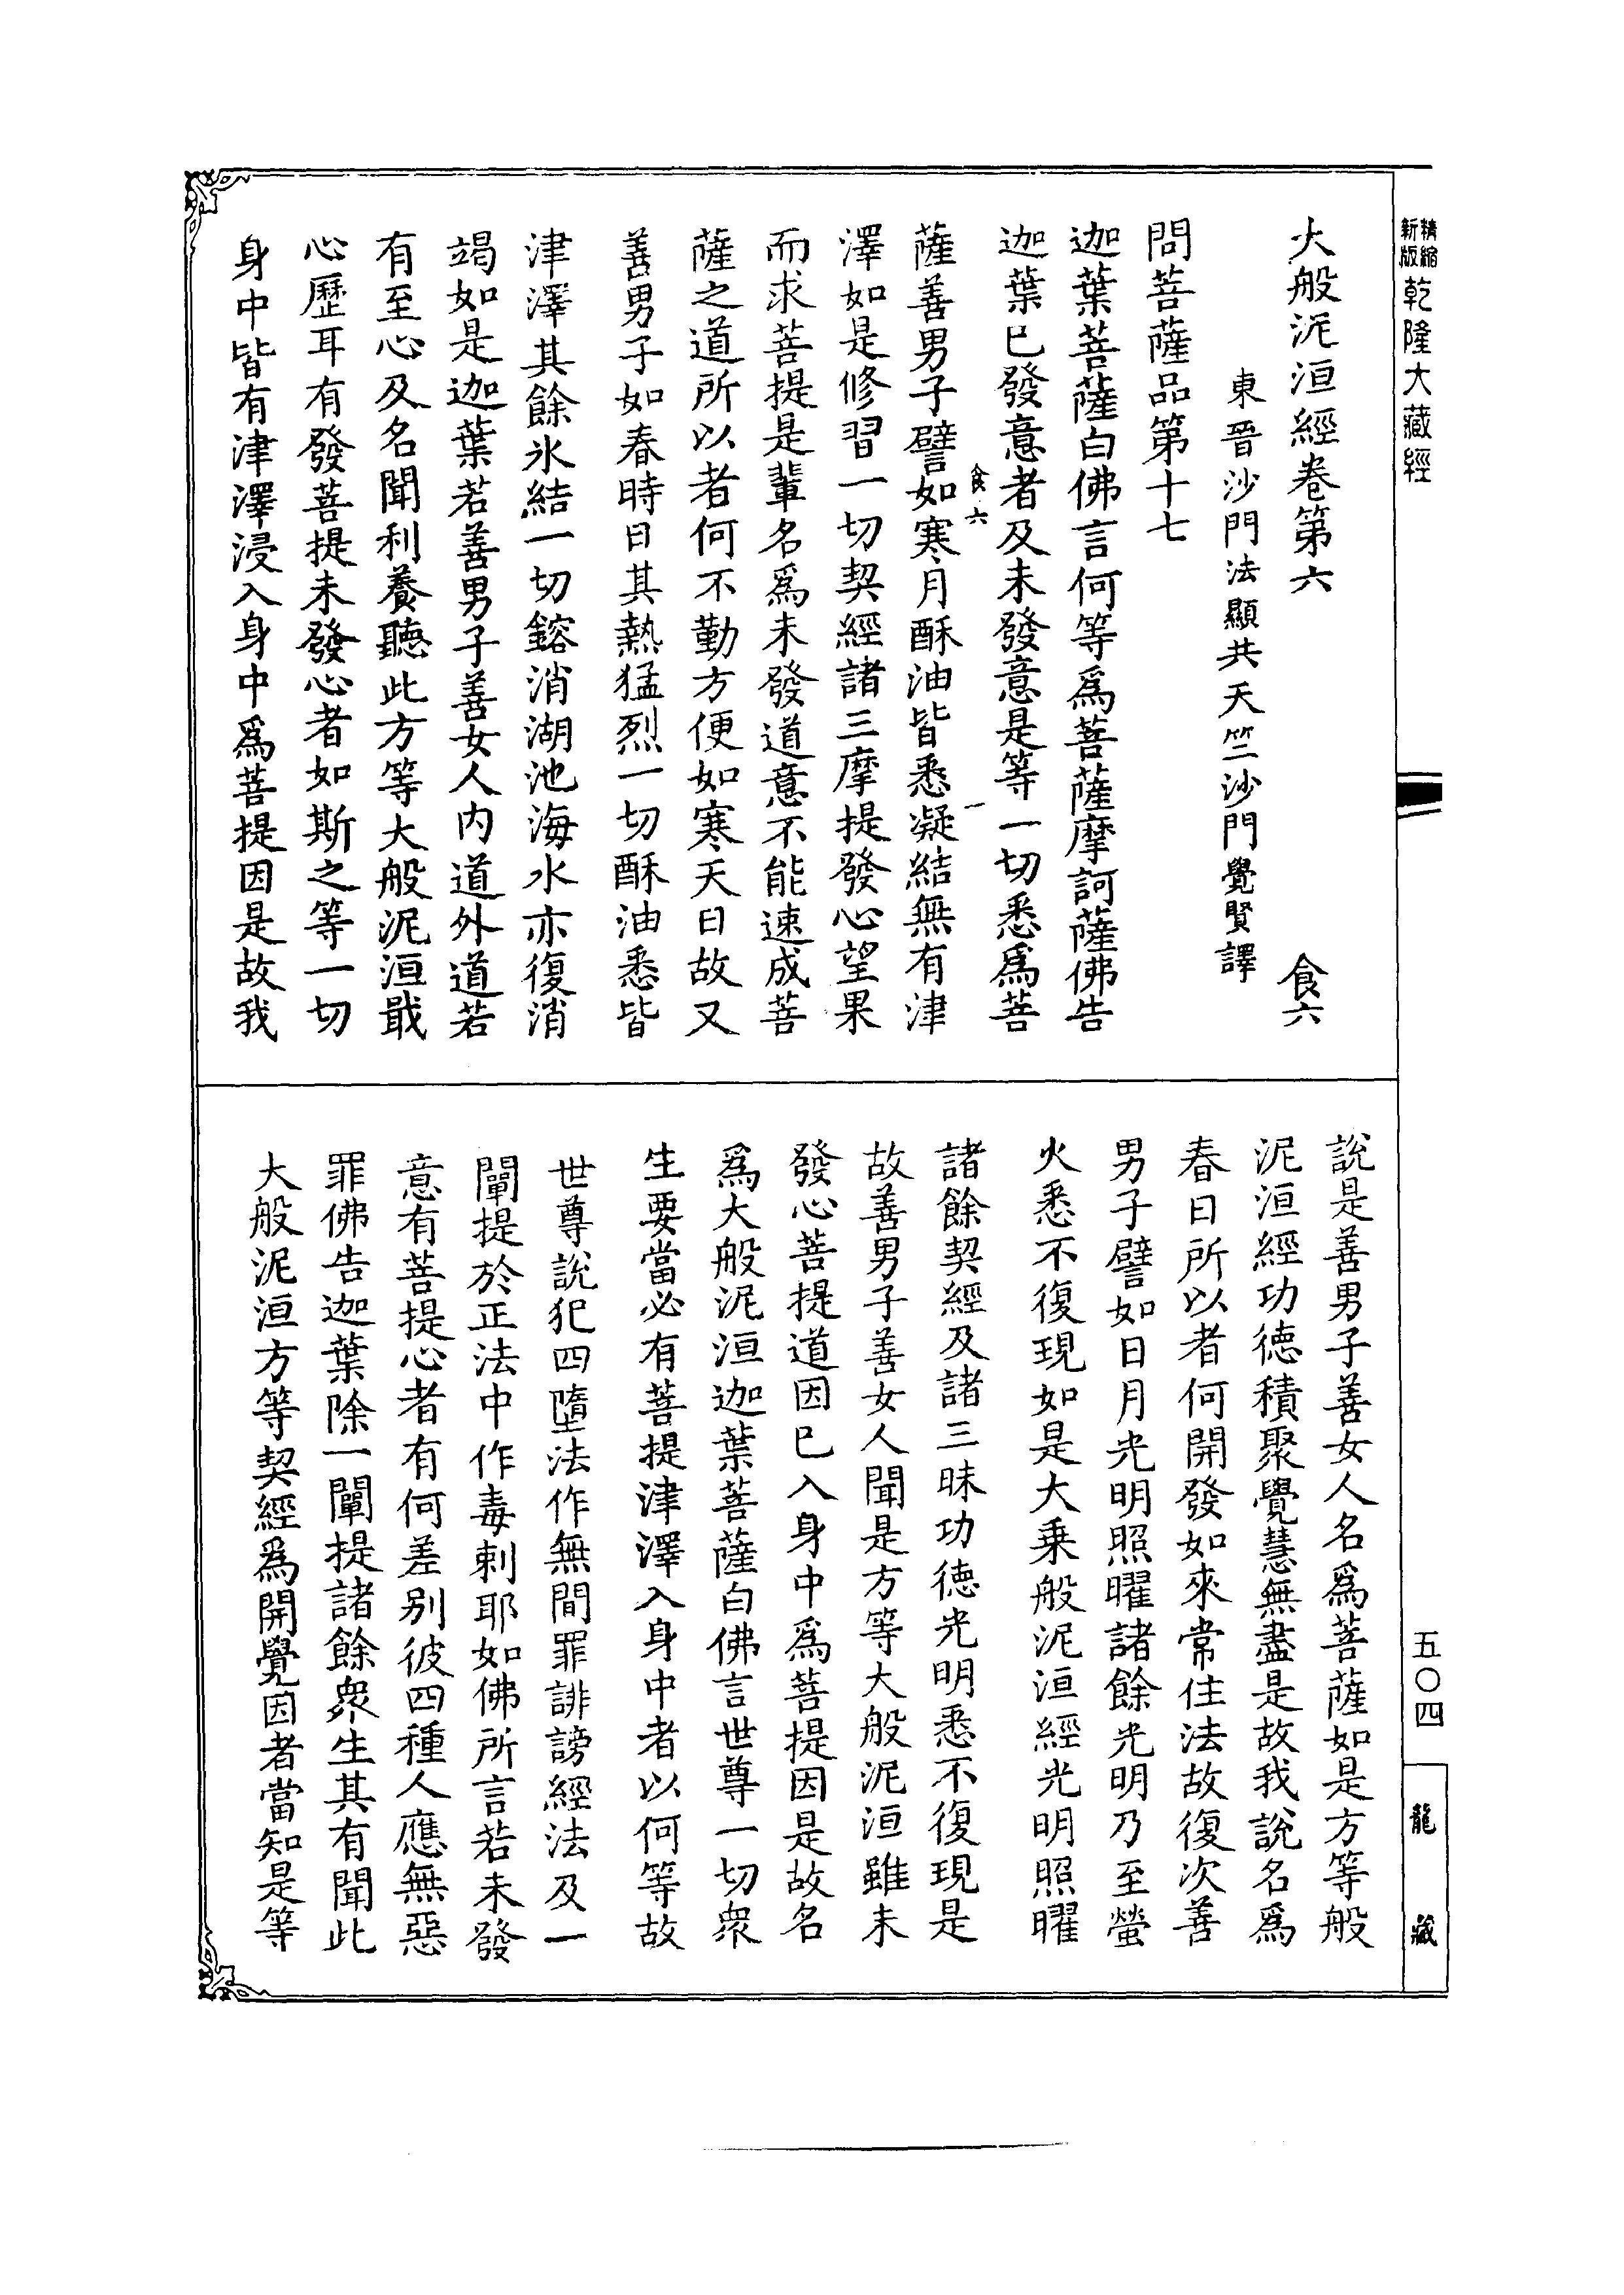 精縮新版乾隆大藏經
大般泥洹經卷第六 食六
東晉沙門法顯共天竺沙門覺賢譯
問菩薩品第十七
迦葉菩薩白佛言何等爲菩薩摩訶薩佛告
迦葉已發意者及未發意是等一切悉爲菩
食六 一
薩善男子譬如寒月酥油皆悉凝結無有津
澤如是修習一切契經諸三摩提發心望果
而求菩提是輩名爲未發道意不能速成菩
薩之道所以者何不勤方便如寒天日故又
善男子如春時日其熱猛烈一切酥油悉皆
津澤其餘氷結一切鎔消湖池海水亦復消
竭如是迦葉若善男子善女人内道外道若
有至心及名聞利養聽此方等大般泥洹戢
心歷耳有發菩提未發心者如斯之等一切
身中皆有津澤浸入身中爲菩提因是故我
說是善男子善女人名爲菩薩如是方等般
泥洹經功德積聚覺慧無盡是故我說名爲
春日所以者何開發如來常住法故復次善
男子譬如日月光明照曜諸餘光明乃至螢
火悉不復現如是大乘般泥洹經光明照曜
諸餘契經及諸三昧功德光明悉不復現是
故善男子善女人聞是方等大般泥洹雖未
發心菩提道因已入身中爲菩提因是故名
爲大般泥洹迦葉菩薩白佛言世尊一切衆
生要當必有菩提津澤入身中者以何等故
世尊說犯四墮法作無間罪誹謗經法及一
闡提於正法中作毒刺耶如佛所言若未發
意有菩提心者有何差别彼四種人應無惡
罪佛告迦葉除一闡提諸餘衆生其有聞此
大般泥洹方等契經爲開覺因者當知是等
五〇四
龍藏